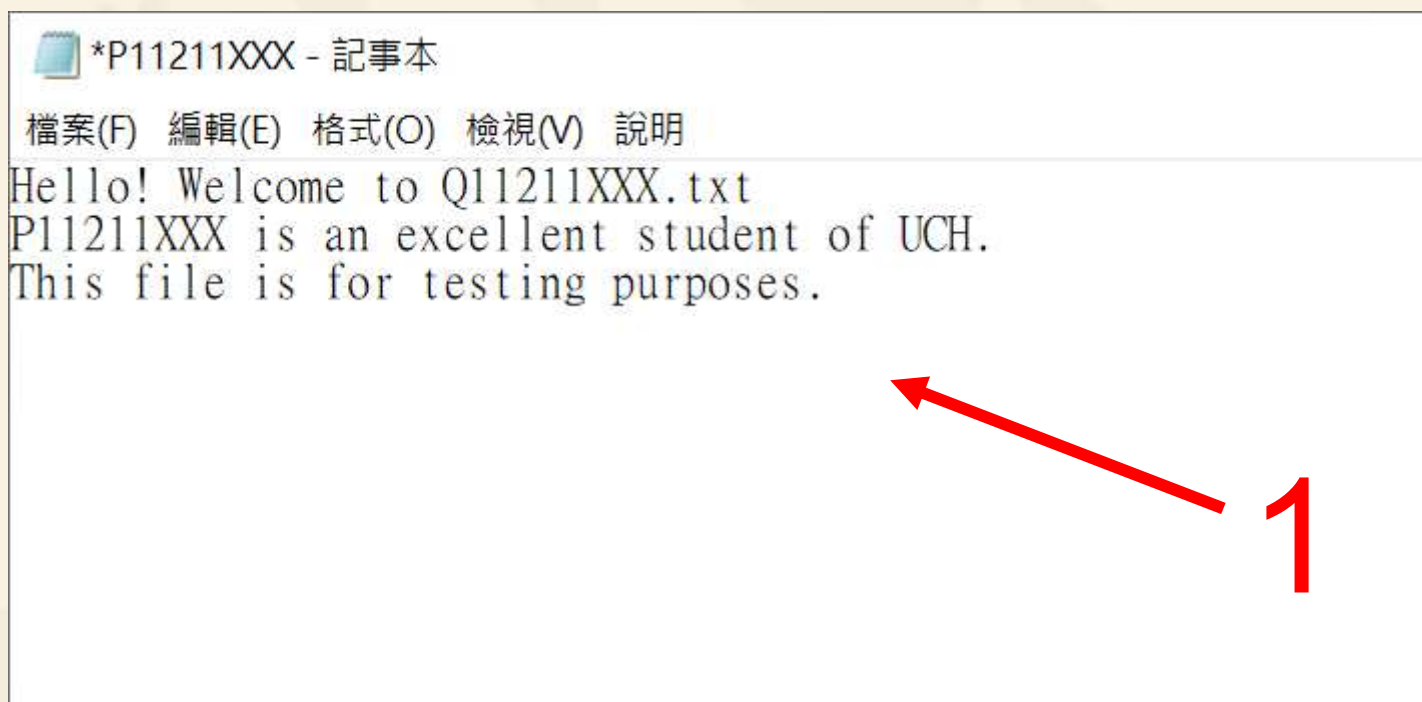 *P11211XXX - 記事本
檔案(F) 編輯(E) 格式(O) 檢視(V) 說明
Hello! Welcome to Q11211XXX.txt
P11211XXX is an excellent student of UCH.
This file is for testing purposes.
1